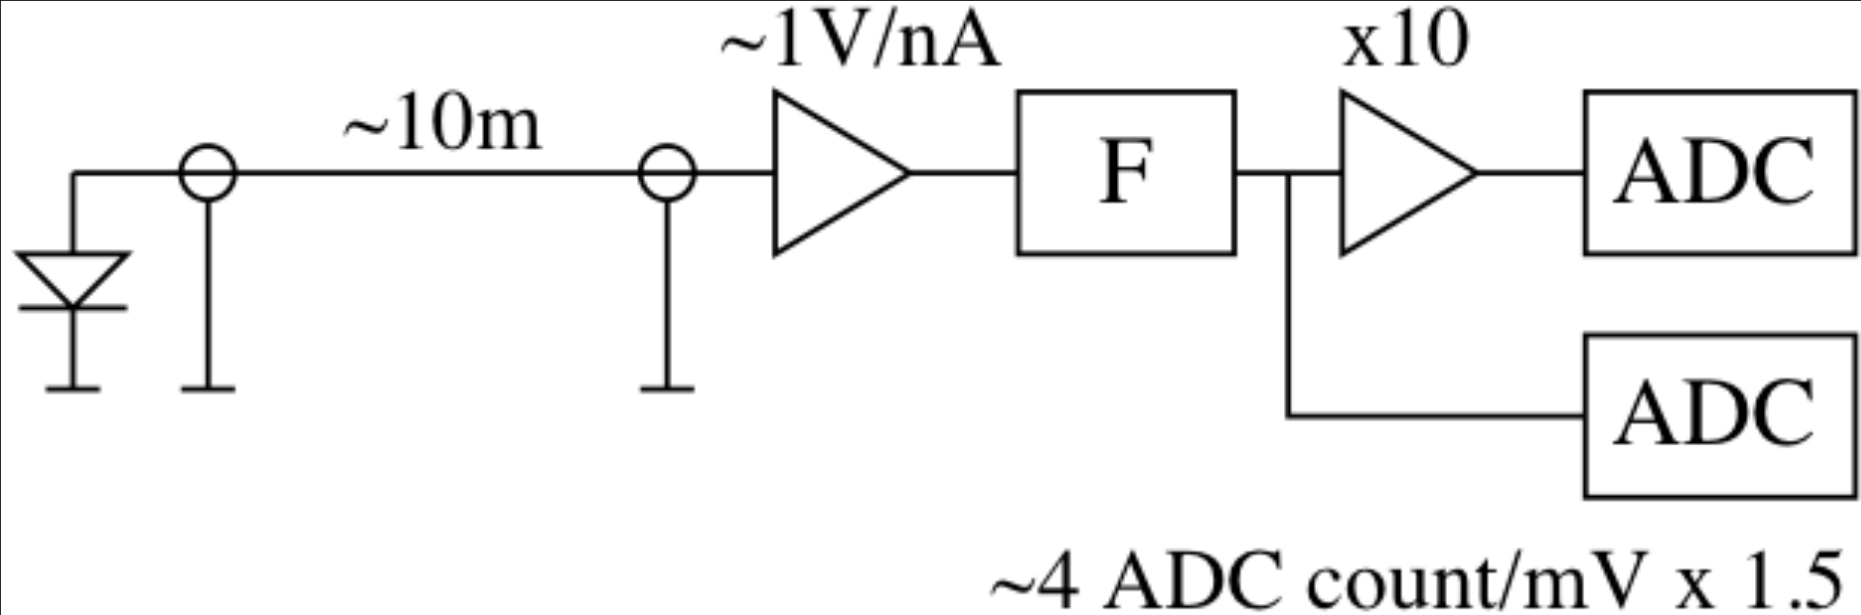 ~1V/nA
x10
~10m
F
ADC
ADC
~4 ADC count/mV x 1.5